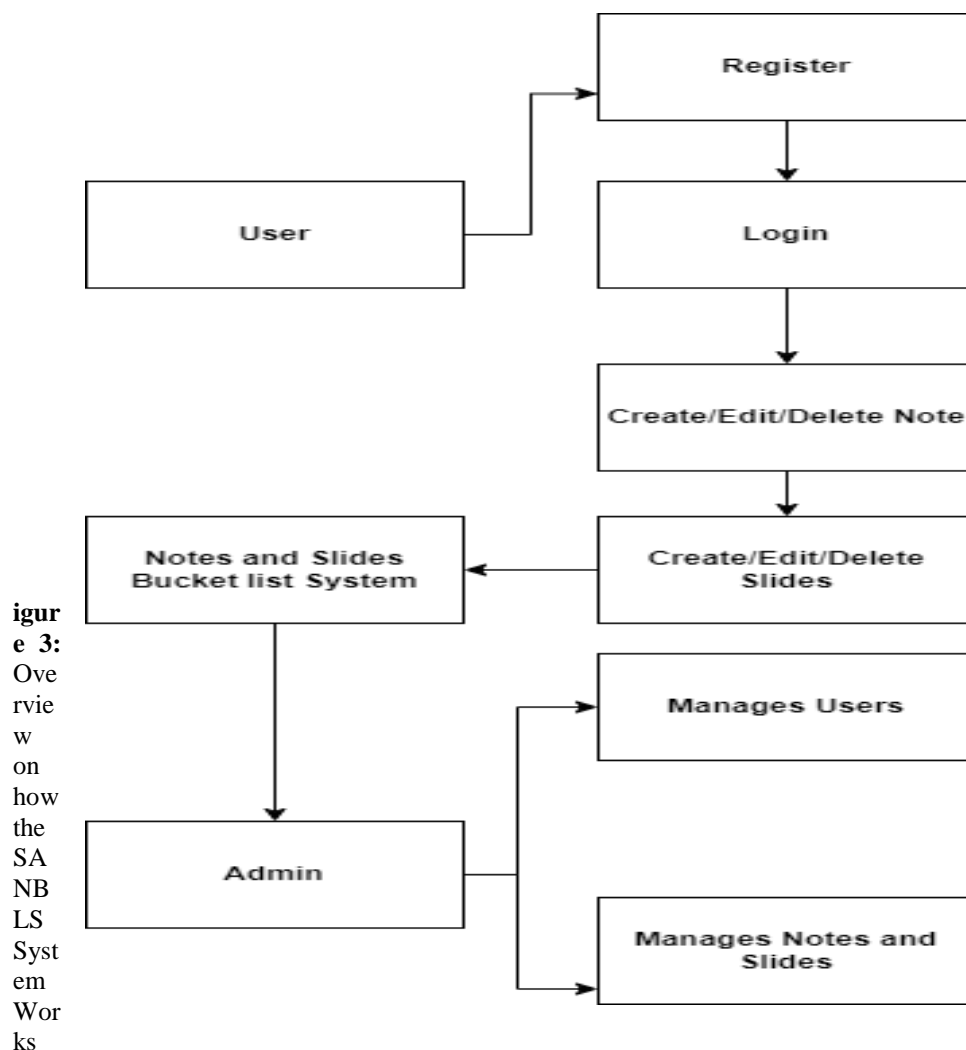 Register
User
Login
Create/Edit/Delete Note
Notes and Slides
Bucket list System
Create/Edit/Delete
Slides
Manages Users
Admin
Manages Notes and
Slides
igur
e 3:
Ove
rvie
w
on
how
the
SA
NB
LS
Syst
em
Wor
ks